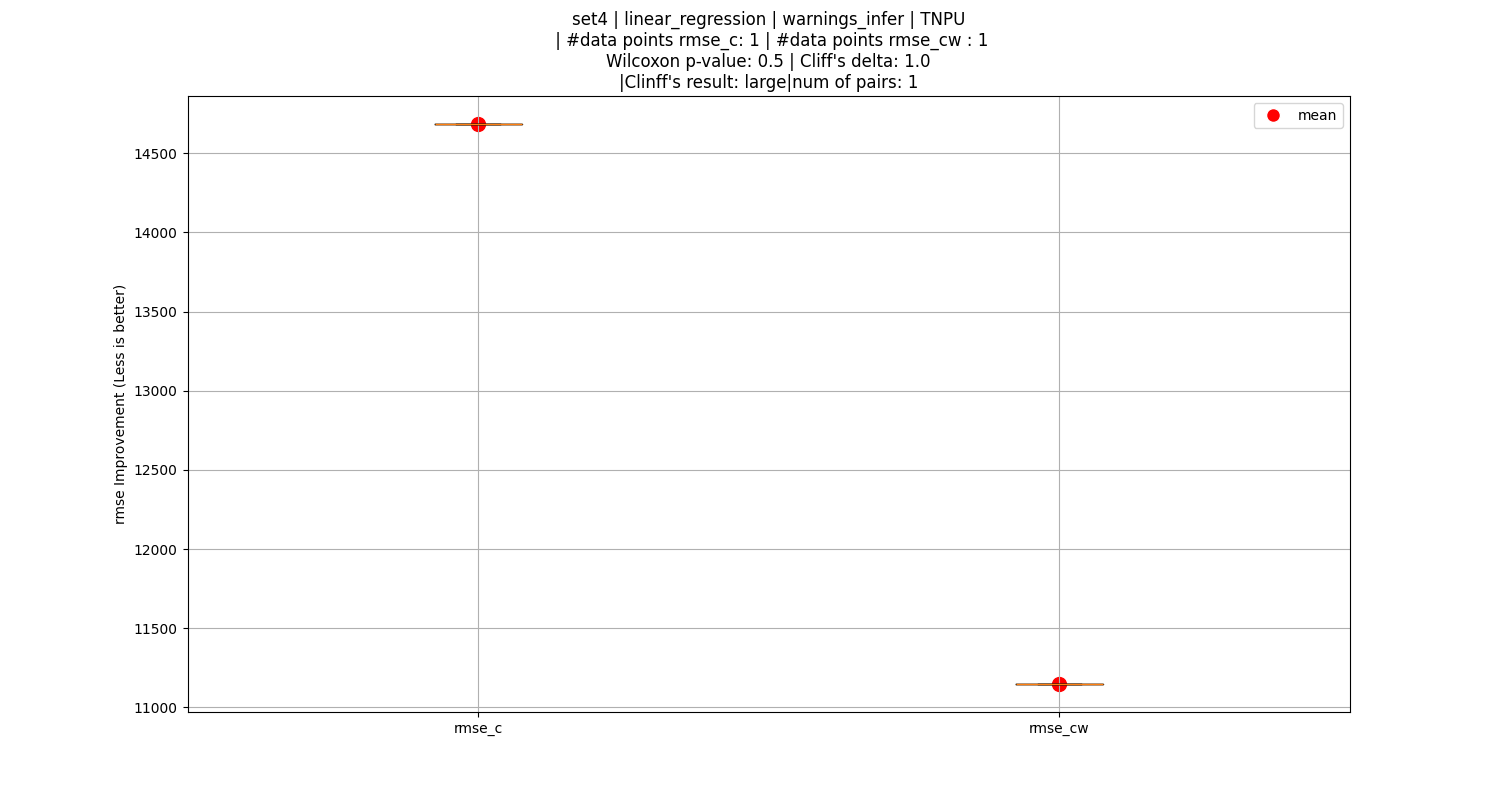 set4 | linear_regression | warnings_infer | TNPU
| #data points rmse_c: 1 | #data points rmse_cw : 1
Wilcoxon p-value: 0.5 | Cliff's delta: 1.0
|Clinff's result: large|num of pairs: 1
mean
14500
14000
13500
13000
12500
12000
11500
11000
rmse Improvement (Less is better)
rmse_c
rmse_cw